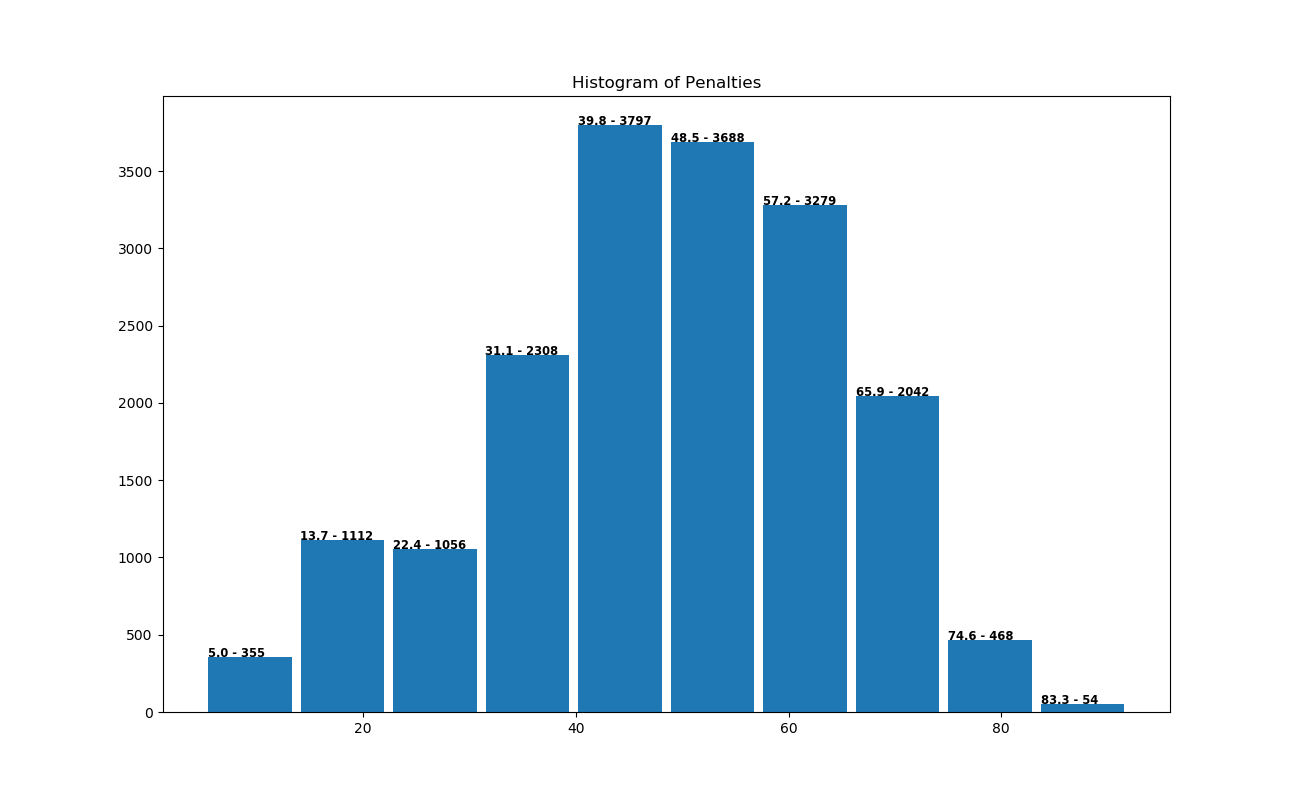 Histogram of Penalties
39.8 - 3797
48.5 - 3688
3500
57.2 - 3279
3000
2500
31.1 - 2308
2000
65.9 - 2042
1500
13.7 - 1112
22.4 - 1056
1000
500
74.6 - 468
5.0 - 355
83.3 - 54
0
20 40 60 80